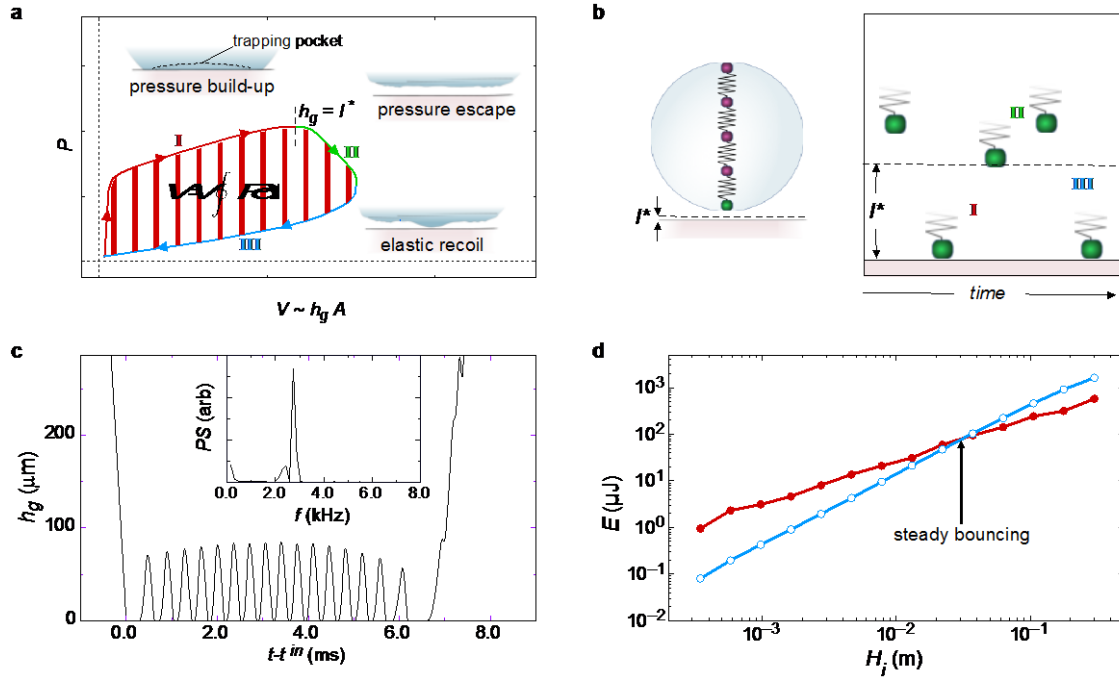 a
trapping pocket
pressure build-up
h_g = l*
pressure escape
I
II
P
III
elastic recoil
V ~ h_g A
b
l*
II
III
I
l*
time
c
PS (arb)
0.0 2.0 4.0 6.0 8.0
f (kHz)
200
100
0
h_g (μm)
0.0 2.0 4.0 6.0 8.0
t-t^in (ms)
d
10^3
10^2
10^1
10^0
10^–1
10^–2
E (μJ)
steady bouncing
10^–3 10^–2 10^–1
H_i (m)